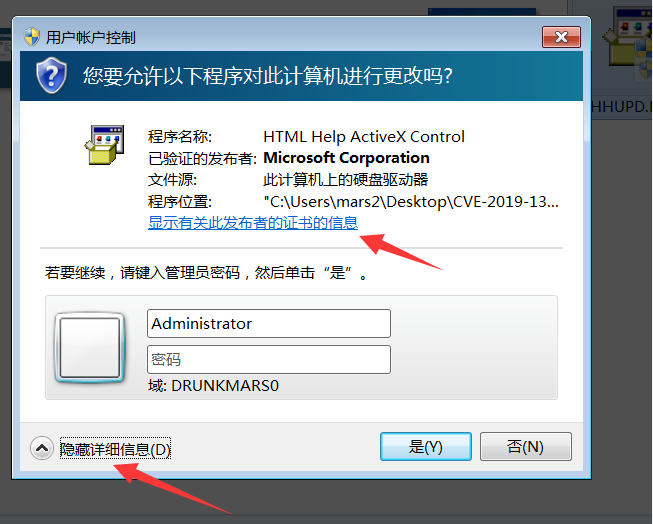 用户帐户控制
您要允许以下程序对此计算机进行更改吗?
HHUPD.
程序名称: HTML Help ActiveX Control
已验证的发布者: Microsoft Corporation
文件源: 此计算机上的硬盘驱动器
程序位置: "C:\Users\mars2\Desktop\CVE-2019-13...
显示有关此发布者的证书的信息
若要继续，请键入管理员密码，然后单击“是”。
Administrator
密码
域: DRUNKMARS0
隐藏详细信息(D)
是(Y)
否(N)